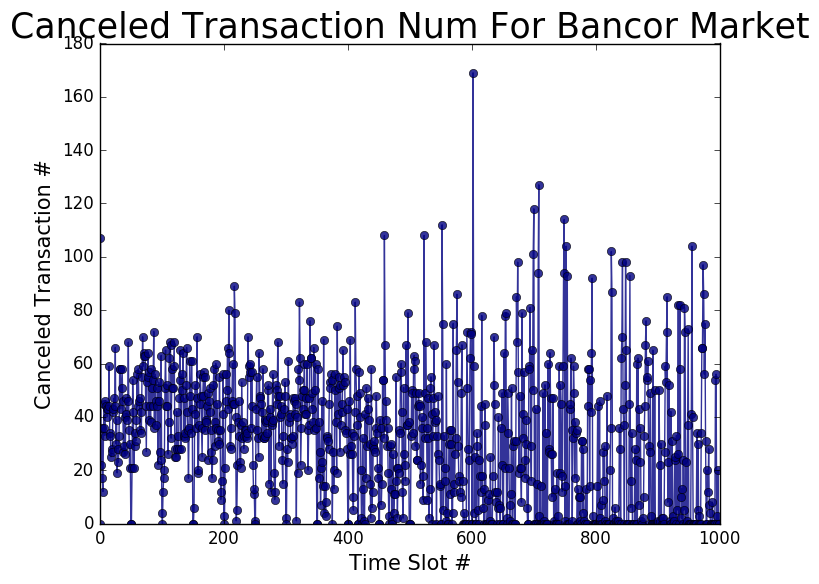 Canceled Transaction Num For Bancor Market
180
160
140
120
100
80
60
40
20
0
Canceled Transaction #
0 200 400 600 800 1000
Time Slot #